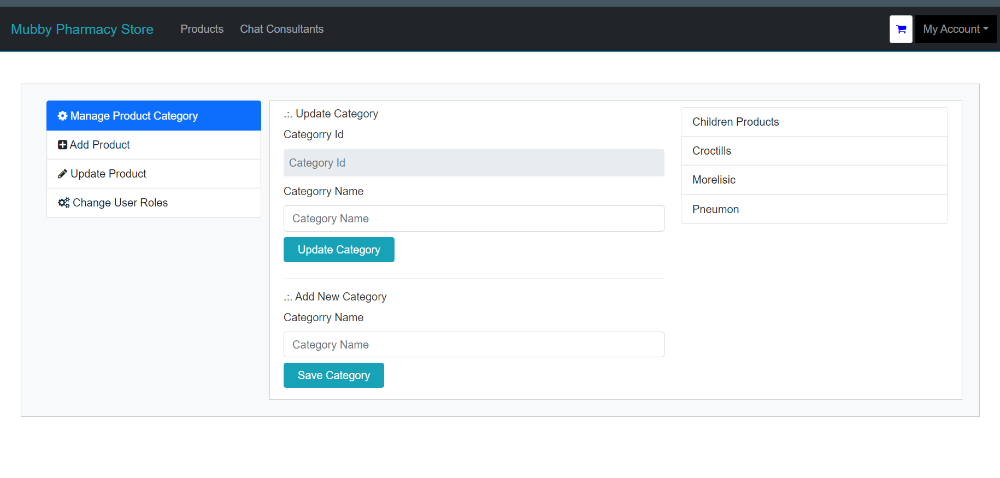 Mubby Pharmacy Store
Products
Chat Consultants
My Account
Manage Product Category
Add Product
Update Product
Change User Roles
.:. Update Category
Categorry Id
Category Id
Categorry Name
Category Name
Update Category
.:. Add New Category
Categorry Name
Category Name
Save Category
Children Products
Croctills
Morelisic
Pneumon